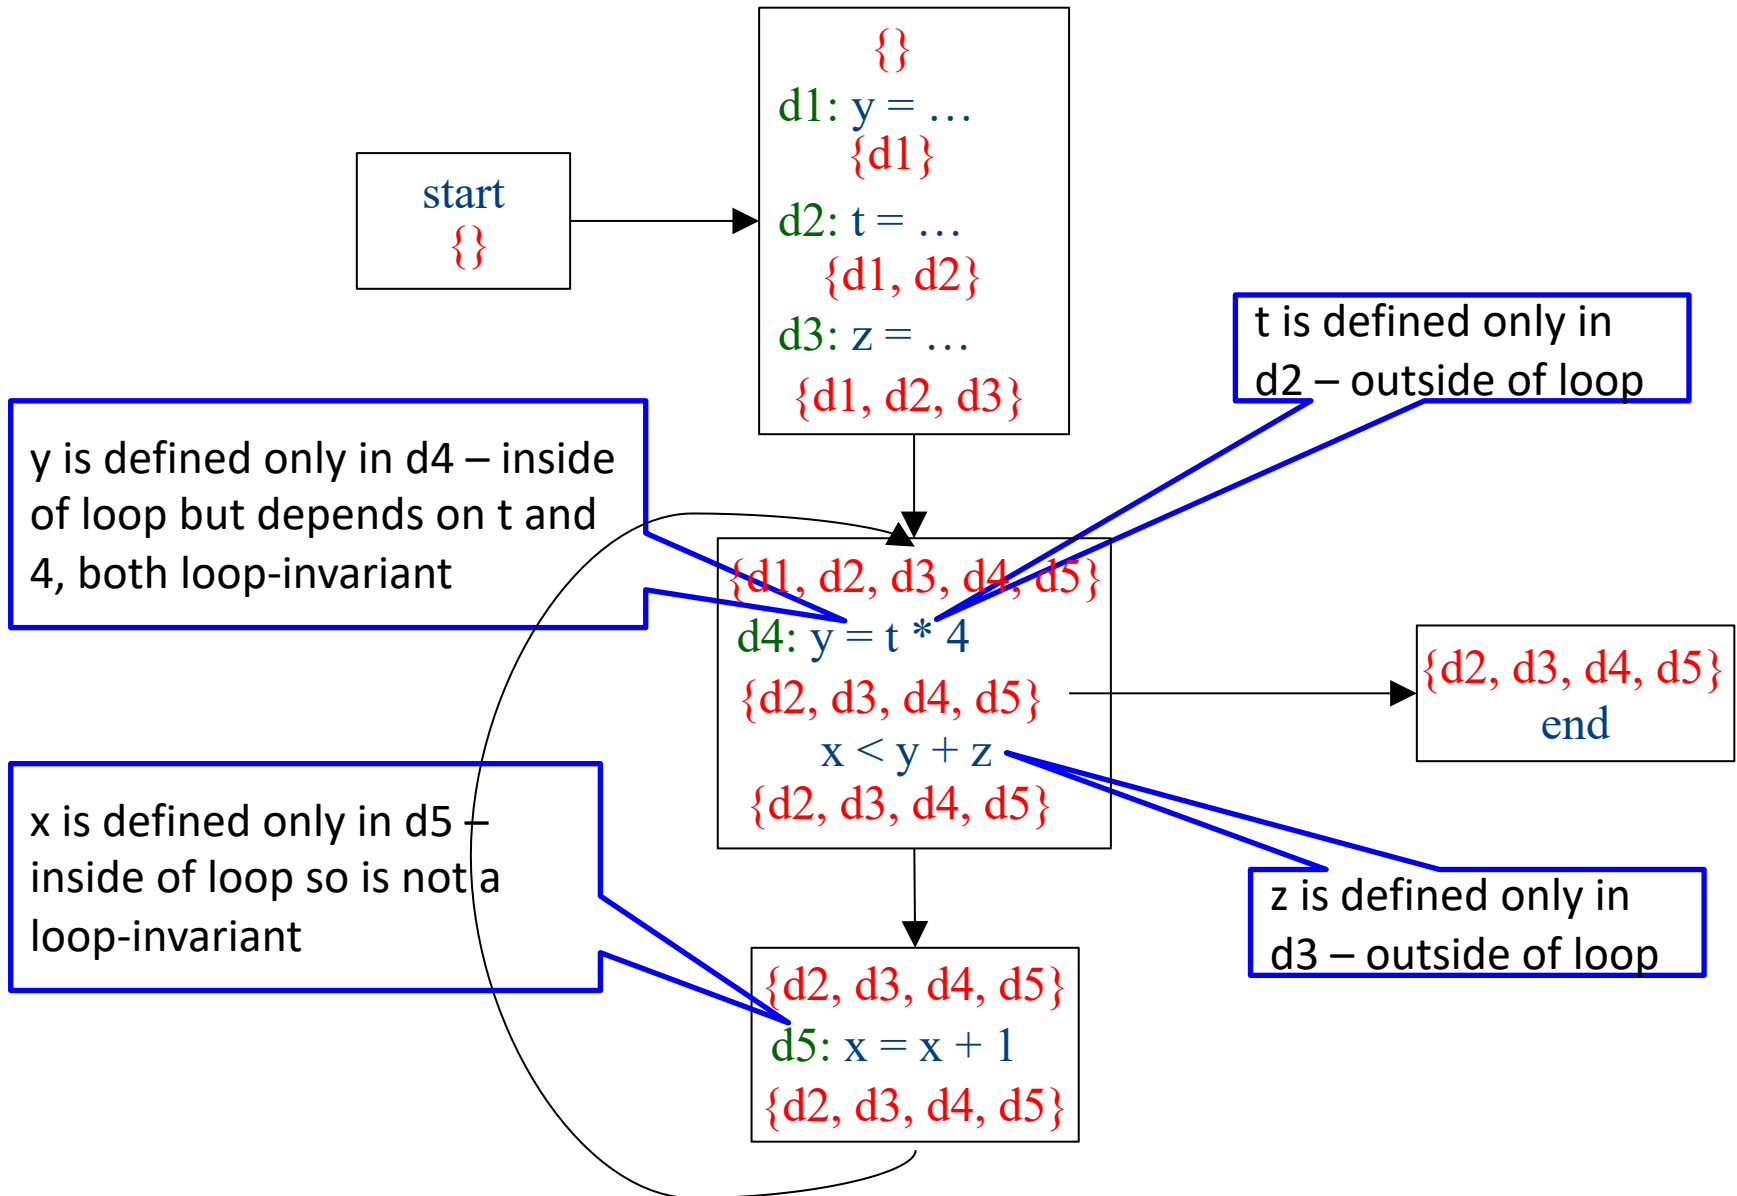 {}
d1: y = …
{d1}
d2: t = …
{d1, d2}
d3: z = …
{d1, d2, d3}
start
{}
t is defined only in
d2 – outside of loop
y is defined only in d4 – inside
of loop but depends on t and
4, both loop-invariant
{d1, d2, d3, d4, d5}
d4: y = t * 4
{d2, d3, d4, d5}
x < y + z
{d2, d3, d4, d5}
{d2, d3, d4, d5}
end
x is defined only in d5 –
inside of loop so is not a
loop-invariant
z is defined only in
d3 – outside of loop
{d2, d3, d4, d5}
d5: x = x + 1
{d2, d3, d4, d5}